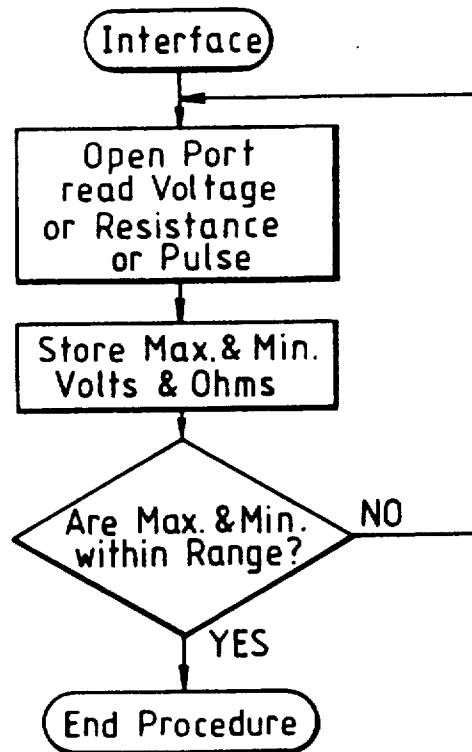 Interface
Open Port
read Voltage
or Resistance
or Pulse
Store Max. & Min.
Volts & Ohms
Are Max. & Min.
within Range?
NO
YES
End Procedure